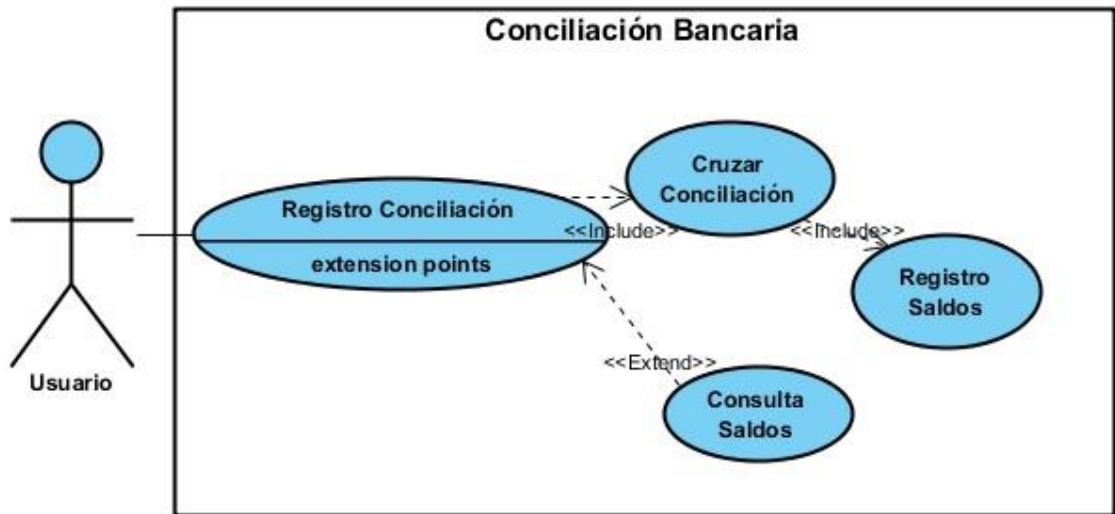 Conciliación Bancaria
Cruzar
Conciliación
Registro Conciliación
<<Include>>
<<Include>>
extension points
Registro
Saldos
<<Extend>>
Usuario
Consulta
Saldos